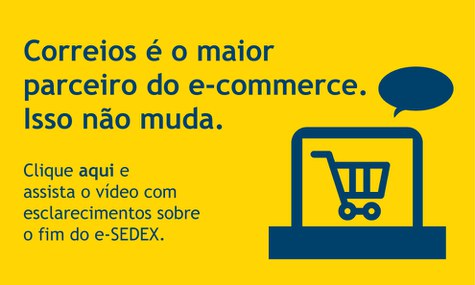 Correios é o maior
parceiro do e-commerce.
Isso não muda.
Clique aqui e
assista o vídeo com
esclarecimentos sobre
o fim do e-SEDEX.